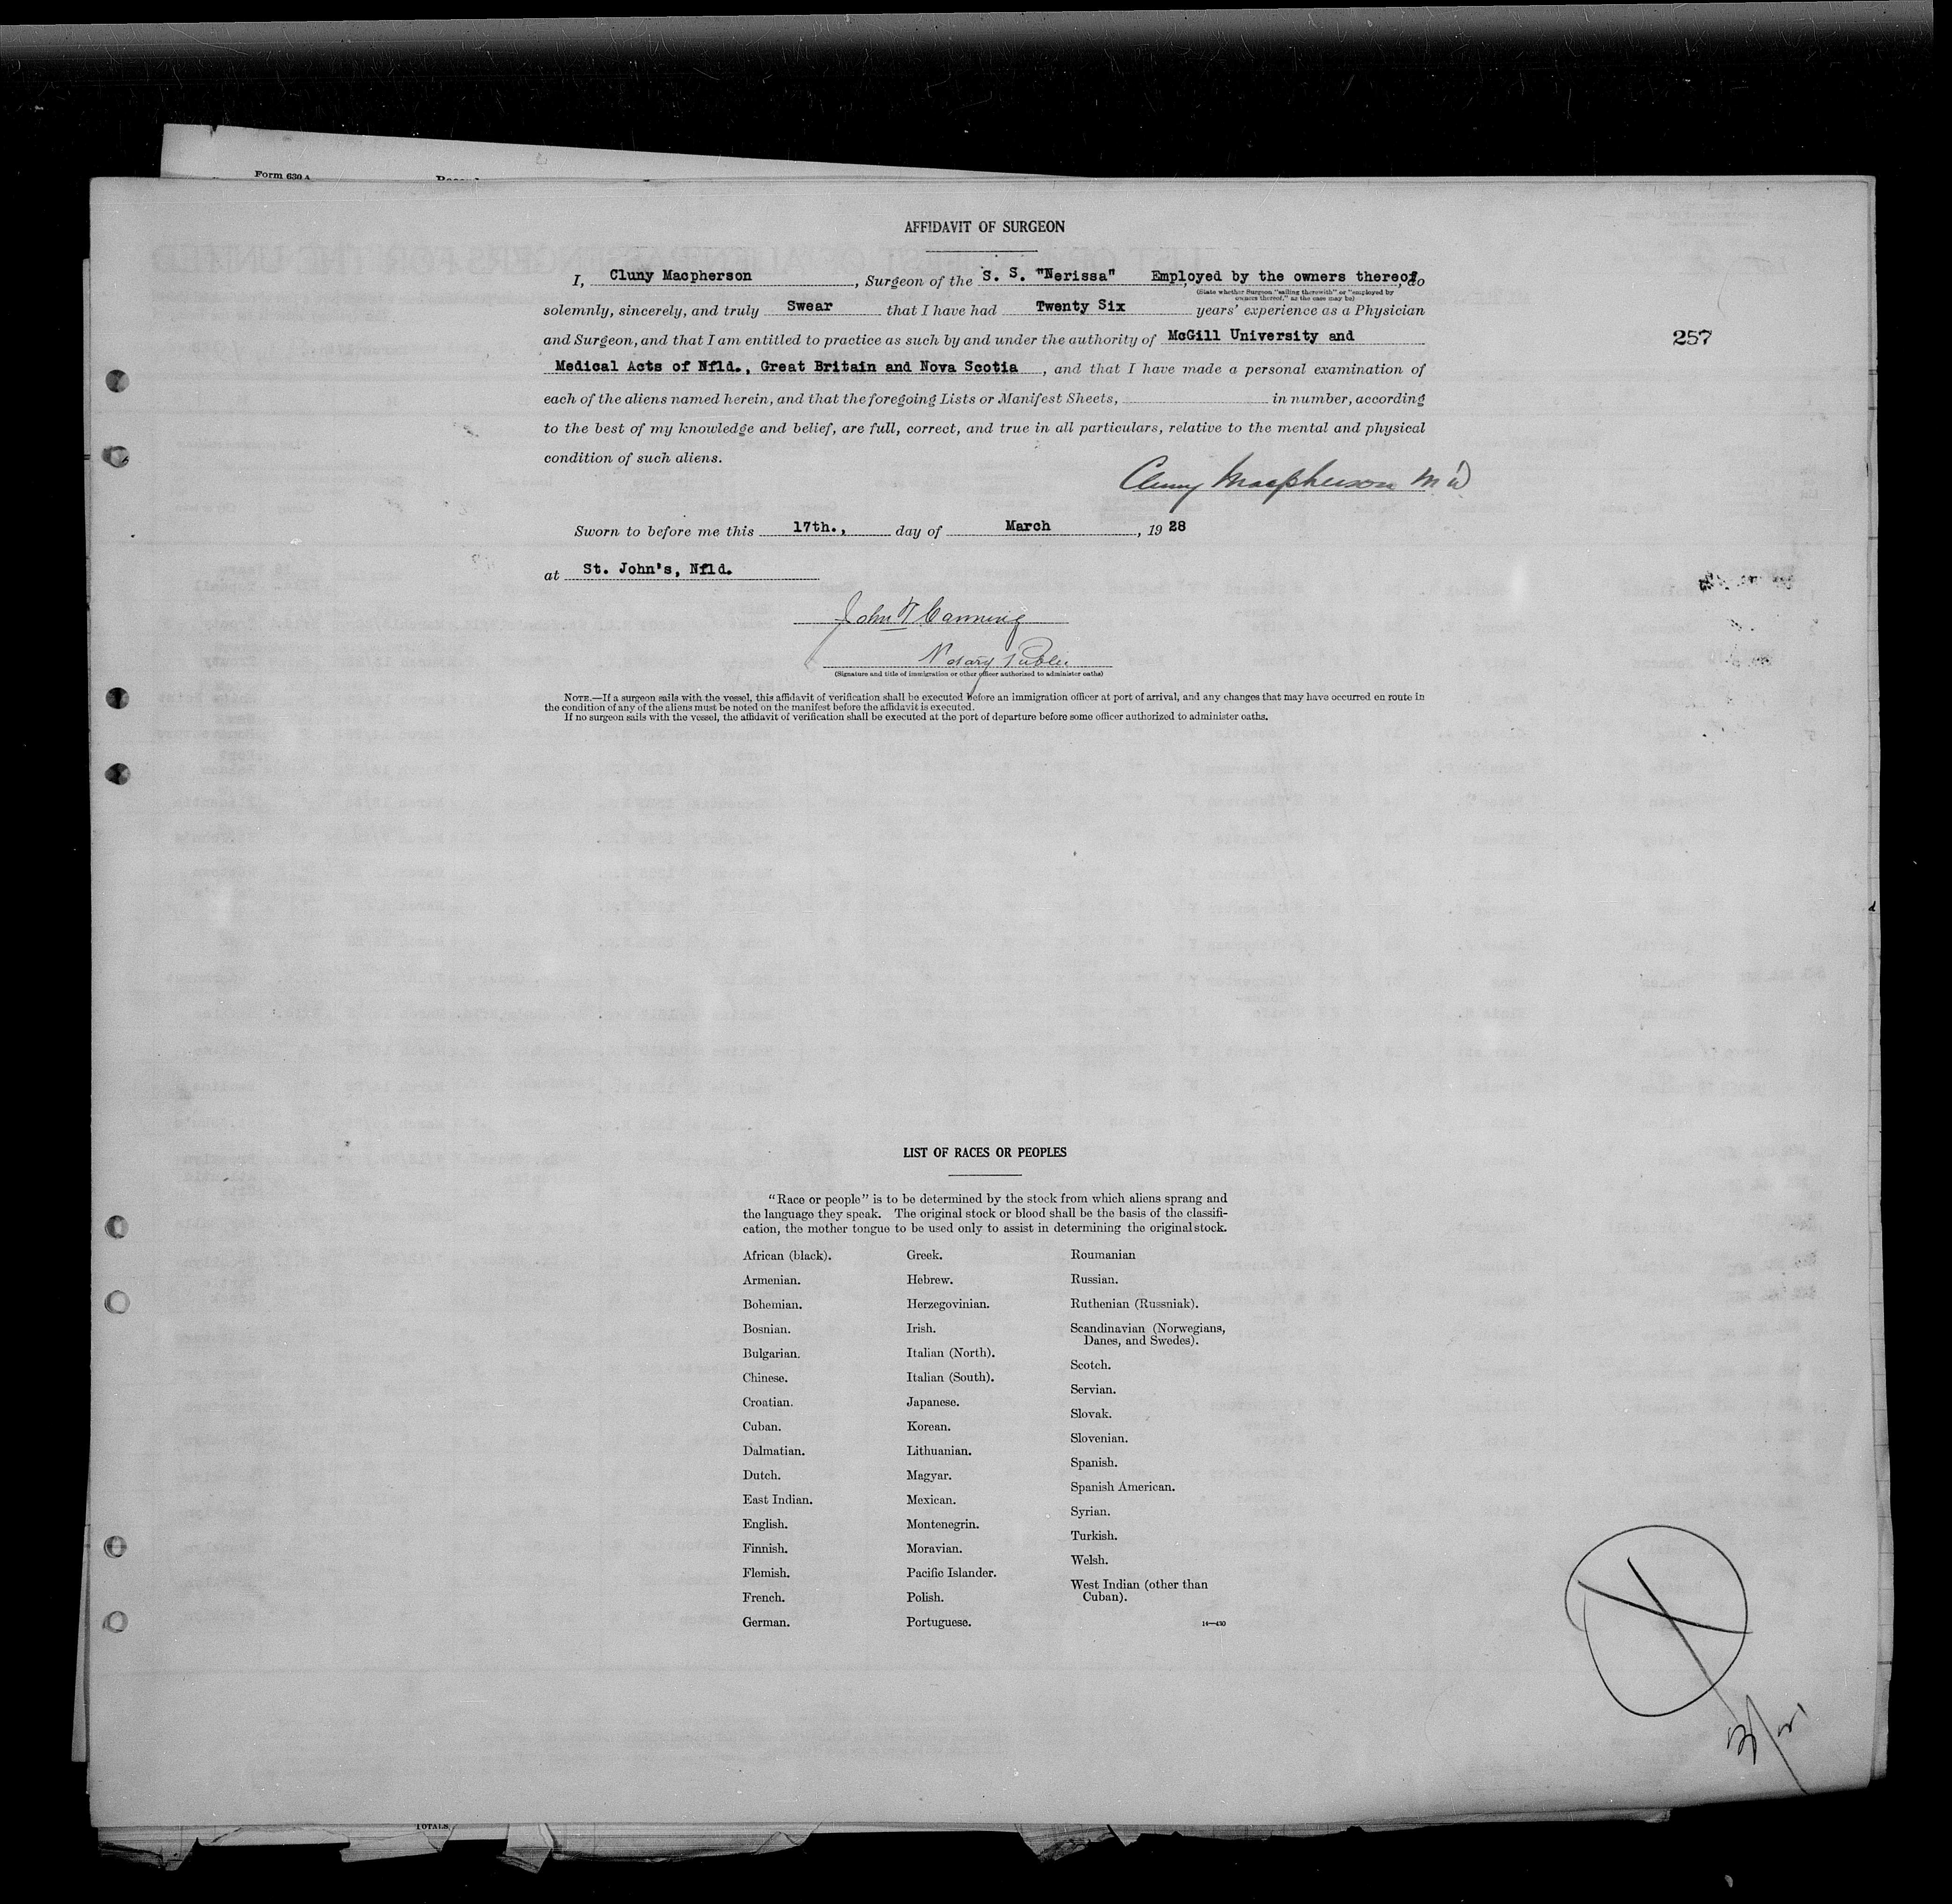 Form 630 A
AFFIDAVIT OF SURGEON
I, Cluny Macpherson, Surgeon of the S. S. "Nerissa" Employed by the owners thereof, do
(State whether Surgeon "sailing therewith" or "employed by
owners thereof," as the case may be)
solemnly, sincerely, and truly Swear that I have had Twenty Six years' experience as a Physician
and Surgeon, and that I am entitled to practice as such by and under the authority of McGill University and
257
Medical Acts of Nfld., Great Britain and Nova Scotia, and that I have made a personal examination of
each of the aliens named herein, and that the foregoing Lists or Manifest Sheets, in number, according
to the best of my knowledge and belief, are full, correct, and true in all particulars, relative to the mental and physical
condition of such aliens.
Cluny Macpherson M D
Sworn to before me this 17th., day of March, 1928
at St. John's, Nfld.
John Canning
Notary Public
(Signature and title of immigration or other officer authorized to administer oaths)
NOTE.—If a surgeon sails with the vessel, this affidavit of verification shall be executed before an immigration officer at port of arrival, and any changes that may have occurred en route in
the condition of any of the aliens must be noted on the manifest before the affidavit is executed.
If no surgeon sails with the vessel, the affidavit of verification shall be executed at the port of departure before some officer authorized to administer oaths.
LIST OF RACES OR PEOPLES
"Race or people" is to be determined by the stock from which aliens sprang and
the language they speak. The original stock or blood shall be the basis of the classifi-
cation, the mother tongue to be used only to assist in determining the original stock.
African (black).
Armenian.
Bohemian.
Bosnian.
Bulgarian.
Chinese.
Croatian.
Cuban.
Dalmatian.
Dutch.
East Indian.
English.
Finnish.
Flemish.
French.
German.
Greek.
Hebrew.
Herzegovinian.
Irish.
Italian (North).
Italian (South).
Japanese.
Korean.
Lithuanian.
Magyar.
Mexican.
Montenegrin.
Moravian.
Pacific Islander.
Polish.
Portuguese.
Roumanian
Russian.
Ruthenian (Russniak).
Scandinavian (Norwegians,
Danes, and Swedes).
Scotch.
Servian.
Slovak.
Slovenian.
Spanish.
Spanish American.
Syrian.
Turkish.
Welsh.
West Indian (other than
Cuban).
14—430
TOTALS